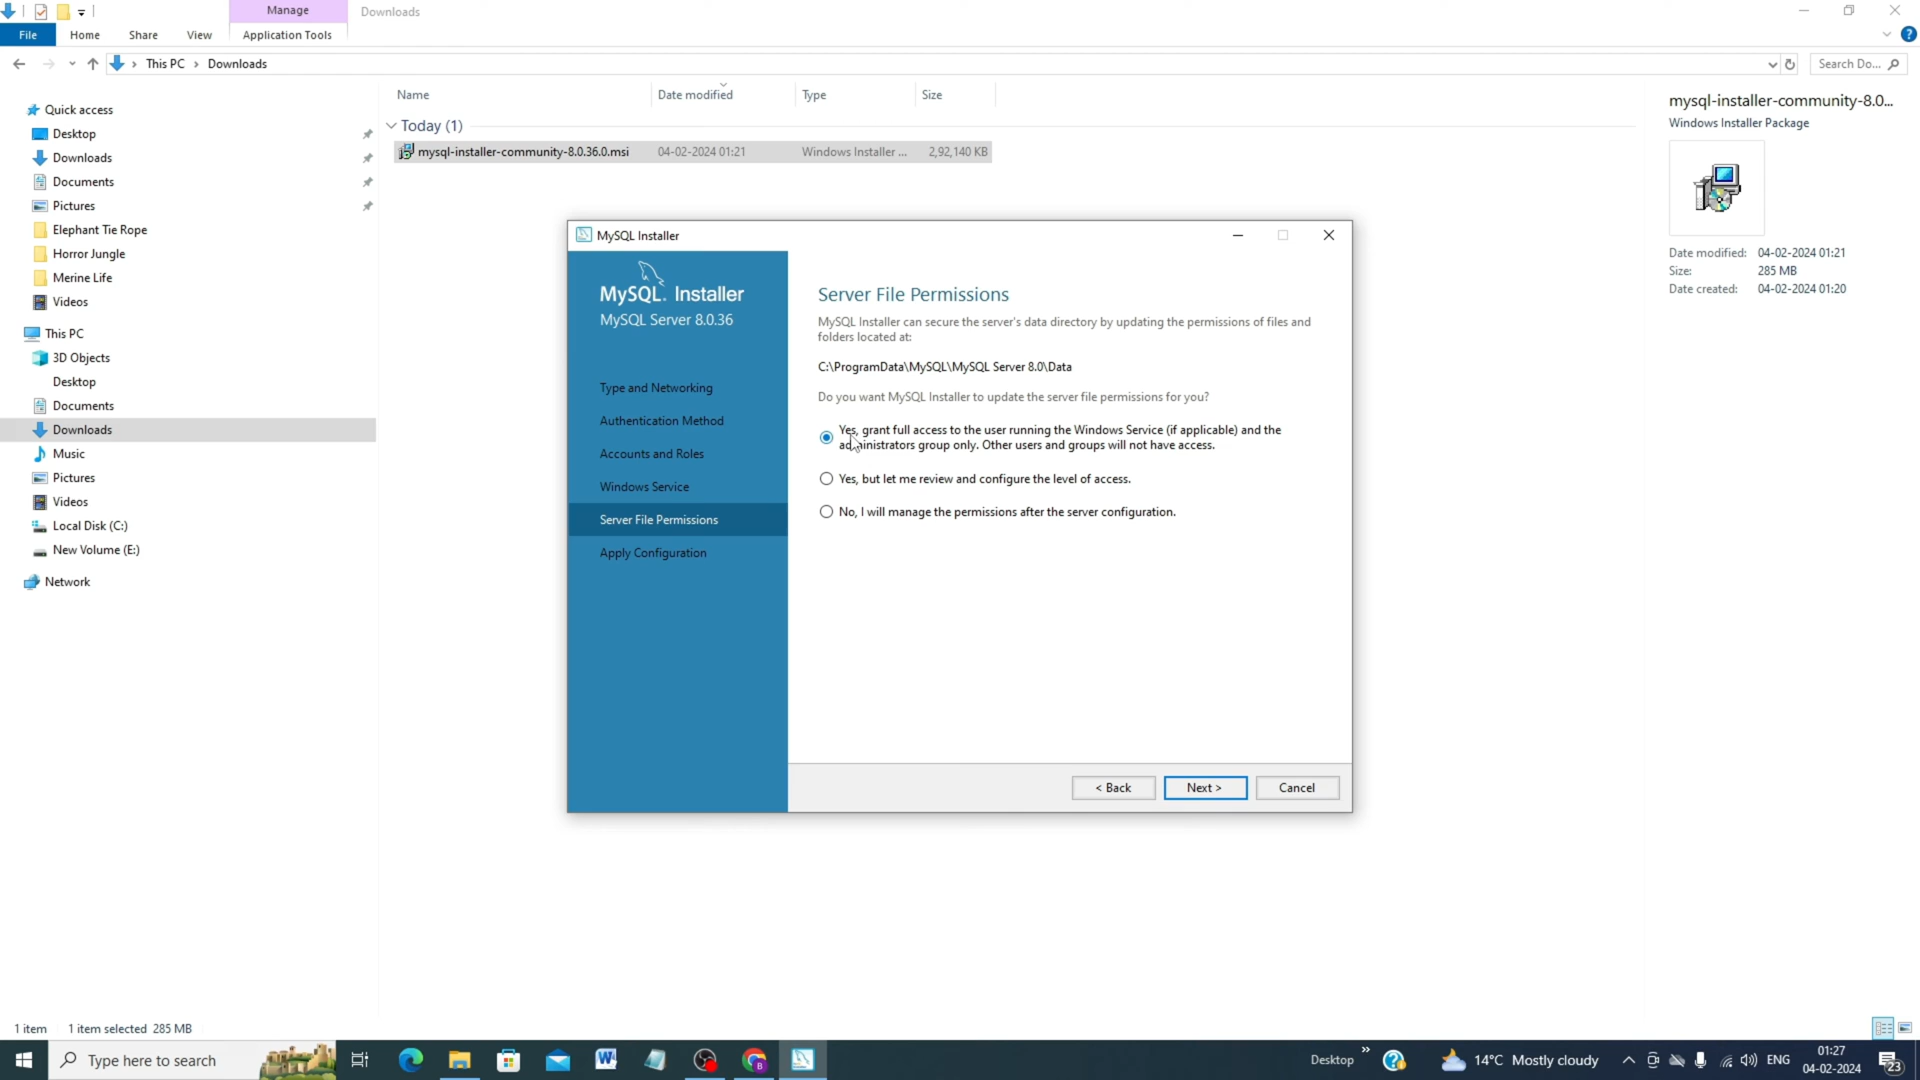 Manage
Downloads
File
Home
Share
View
Application Tools
This PC
Downloads
Search Do...
Name
Date modified
Type
Size
Today (1)
mysql-installer-community-8.0.36.0.msi
04-02-2024 01:21
Windows Installer ...
2,92,140 KB
Quick access
Desktop
Downloads
Documents
Pictures
Elephant Tie Rope
Horror Jungle
Merine Life
Videos
This PC
3D Objects
Desktop
Documents
Downloads
Music
Pictures
Videos
Local Disk (C:)
New Volume (E:)
Network
mysql-installer-community-8.0...
Windows Installer Package
Date modified: 04-02-2024 01:21
Size: 285 MB
Date created: 04-02-2024 01:20
MySQL Installer
MySQL. Installer
MySQL Server 8.0.36
Type and Networking
Authentication Method
Accounts and Roles
Windows Service
Server File Permissions
Apply Configuration
Server File Permissions
MySQL Installer can secure the server's data directory by updating the permissions of files and
folders located at:
C:\ProgramData\MySQL\MySQL Server 8.0\Data
Do you want MySQL Installer to update the server file permissions for you?
Yes, grant full access to the user running the Windows Service (if applicable) and the
administrators group only. Other users and groups will not have access.
Yes, but let me review and configure the level of access.
No, I will manage the permissions after the server configuration.
< Back
Next >
Cancel
1 item
1 item selected 285 MB
Type here to search
Desktop
14°C Mostly cloudy
ENG
01:27
04-02-2024
23